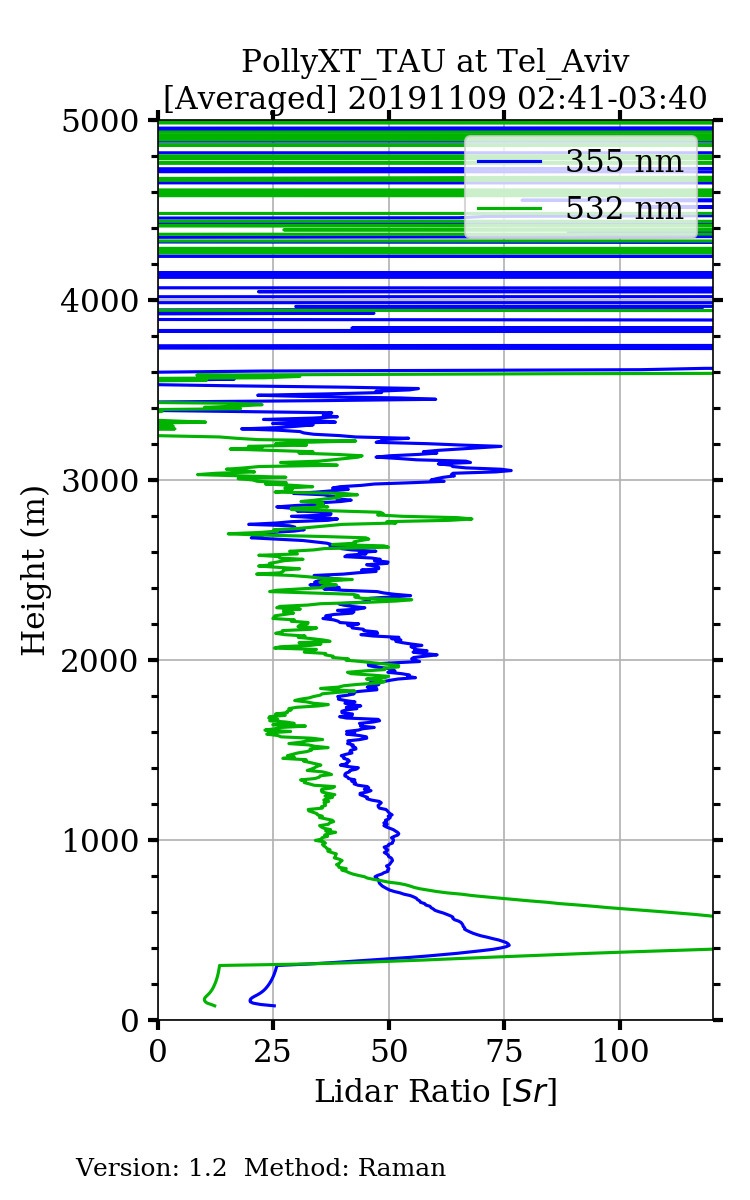 PollyXT_TAU at Tel_Aviv
[Averaged] 20191109 02:41-03:40
5000
4000
3000
2000
1000
0
Height (m)
355 nm
532 nm
0 25 50 75 100
Lidar Ratio [Sr]
Version: 1.2 Method: Raman